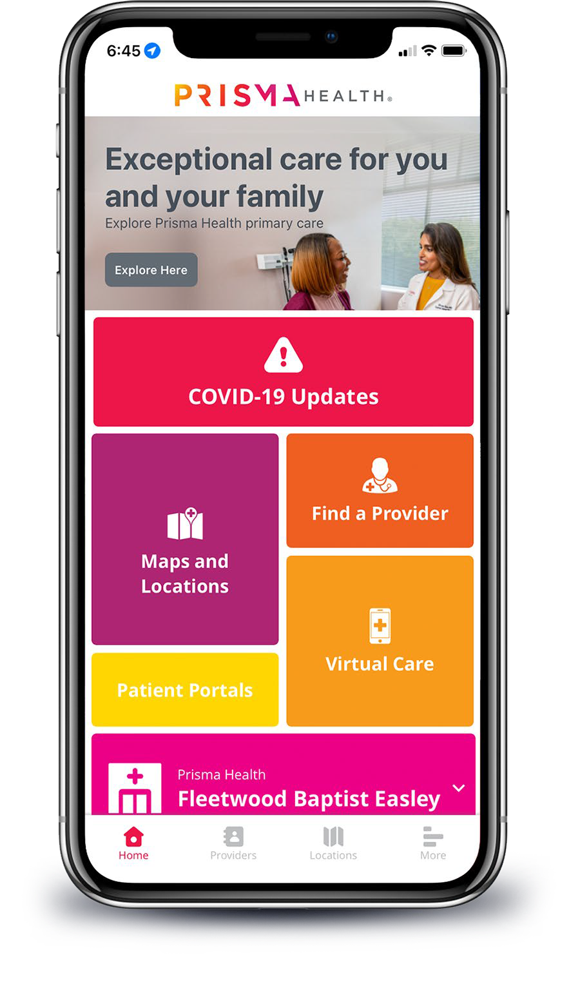 6:45
PRISMA HEALTH®
Exceptional care for you
and your family
Explore Prisma Health primary care
Explore Here
COVID-19 Updates
Maps and
Locations
Find a Provider
Virtual Care
Patient Portals
Prisma Health
Fleetwood Baptist Easley
Home
Providers
Locations
More